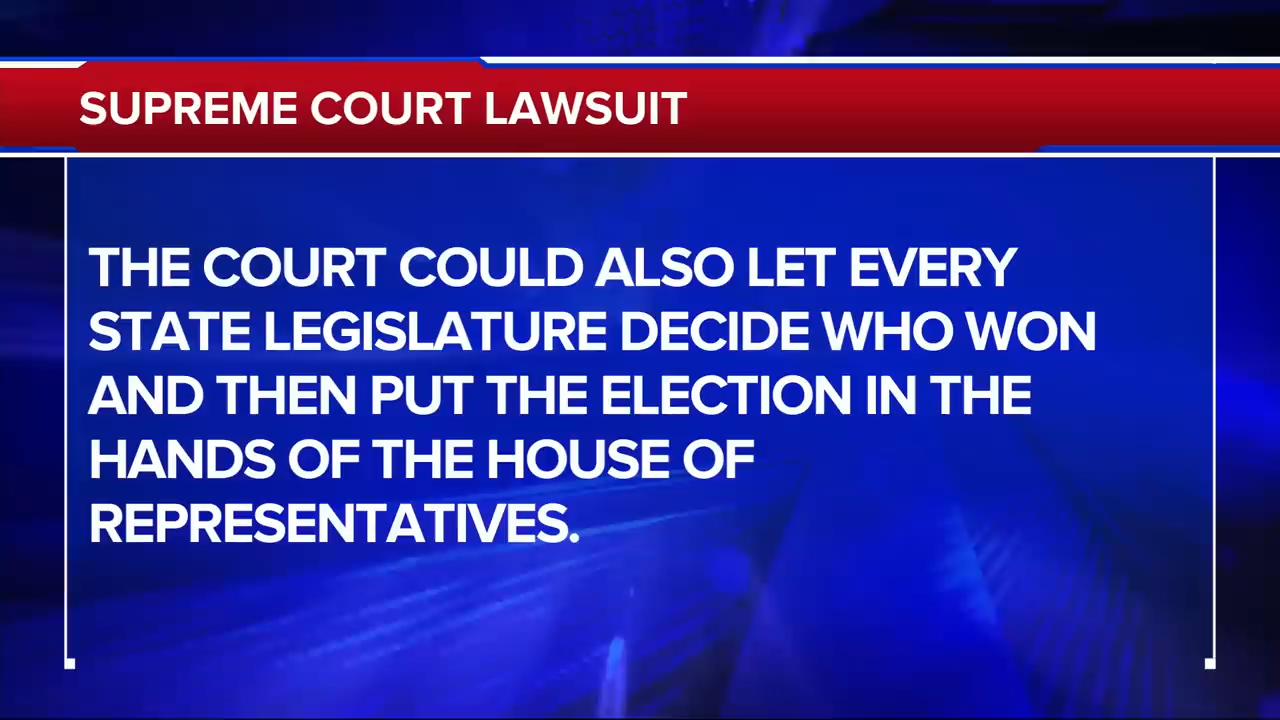 SUPREME COURT LAWSUIT
THE COURT COULD ALSO LET EVERY
STATE LEGISLATURE DECIDE WHO WON
AND THEN PUT THE ELECTION IN THE
HANDS OF THE HOUSE OF
REPRESENTATIVES.